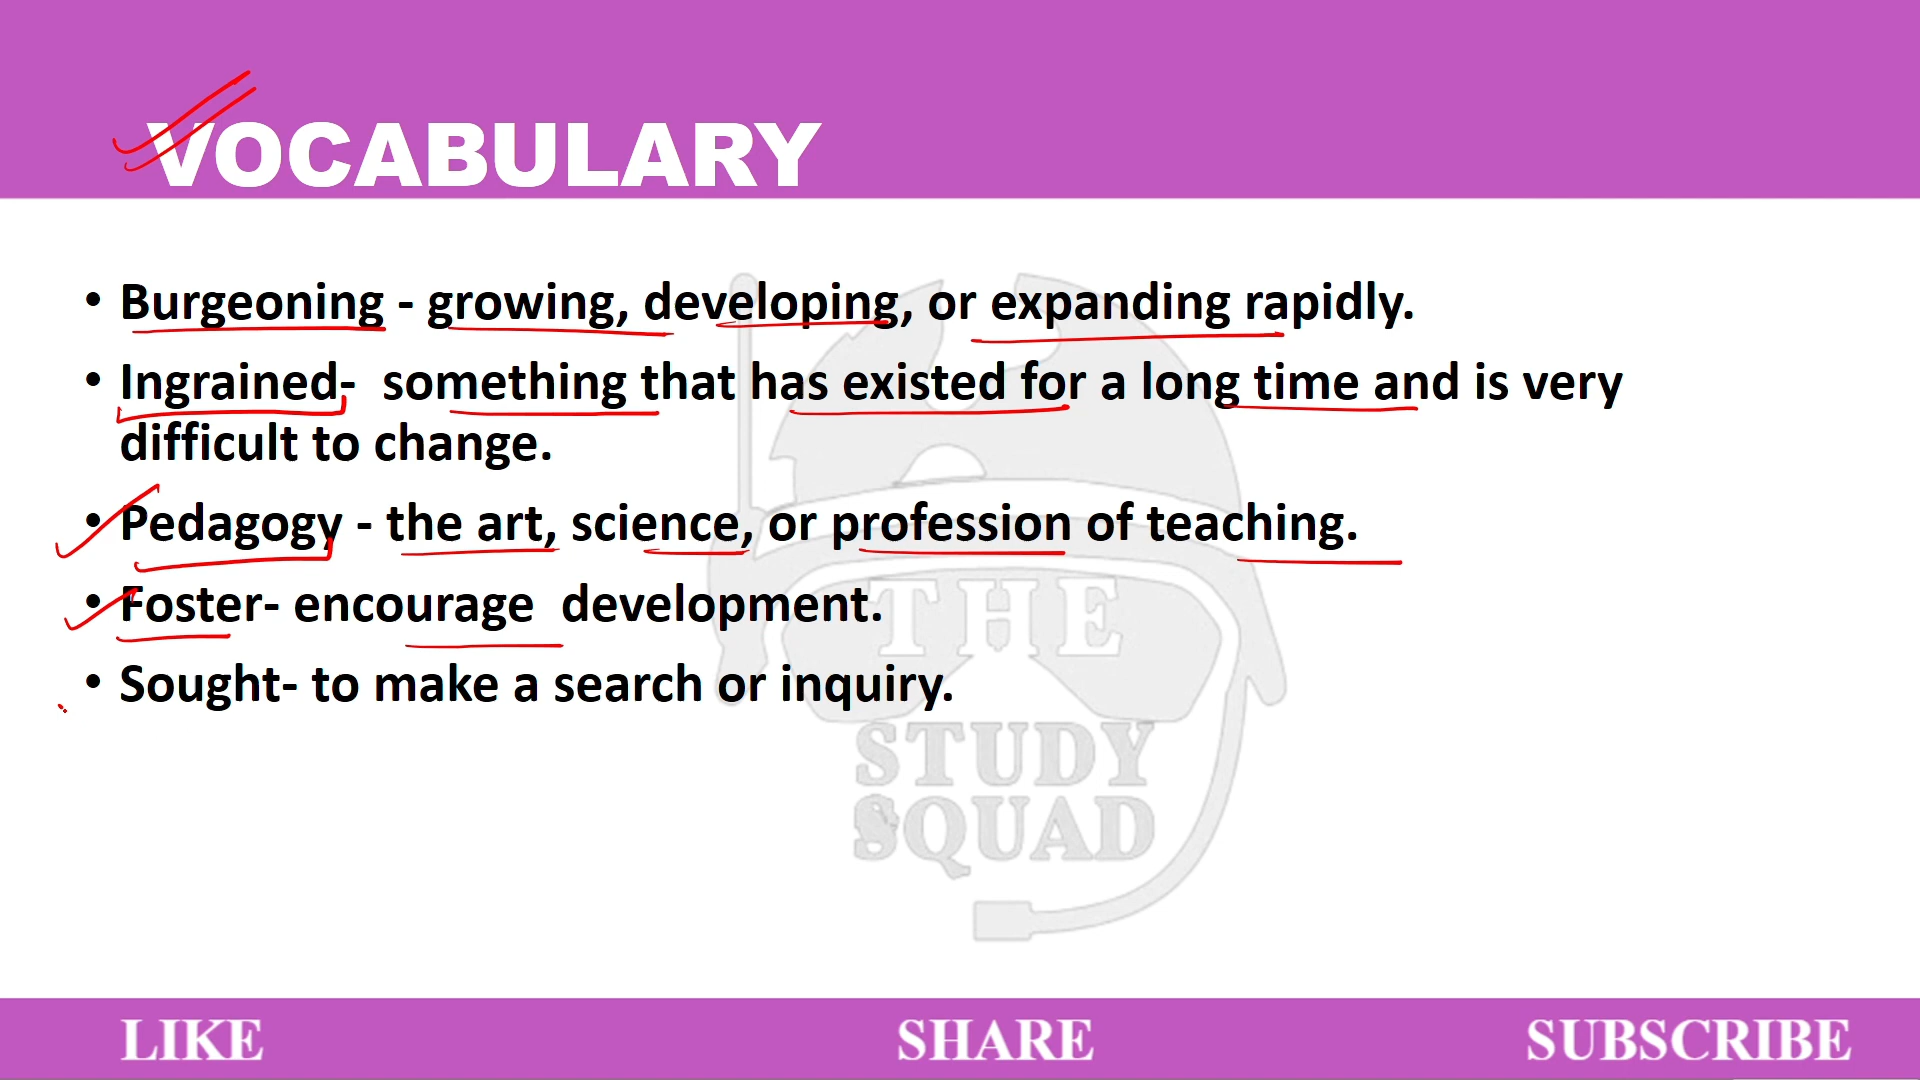 VOCABULARY
• Burgeoning - growing, developing, or expanding rapidly.
• Ingrained-  something that has existed for a long time and is very
difficult to change.
• Pedagogy - the art, science, or profession of teaching.
• Foster- encourage  development.
• Sought- to make a search or inquiry.
THE
STUDY
SQUAD
LIKE SHARE SUBSCRIBE